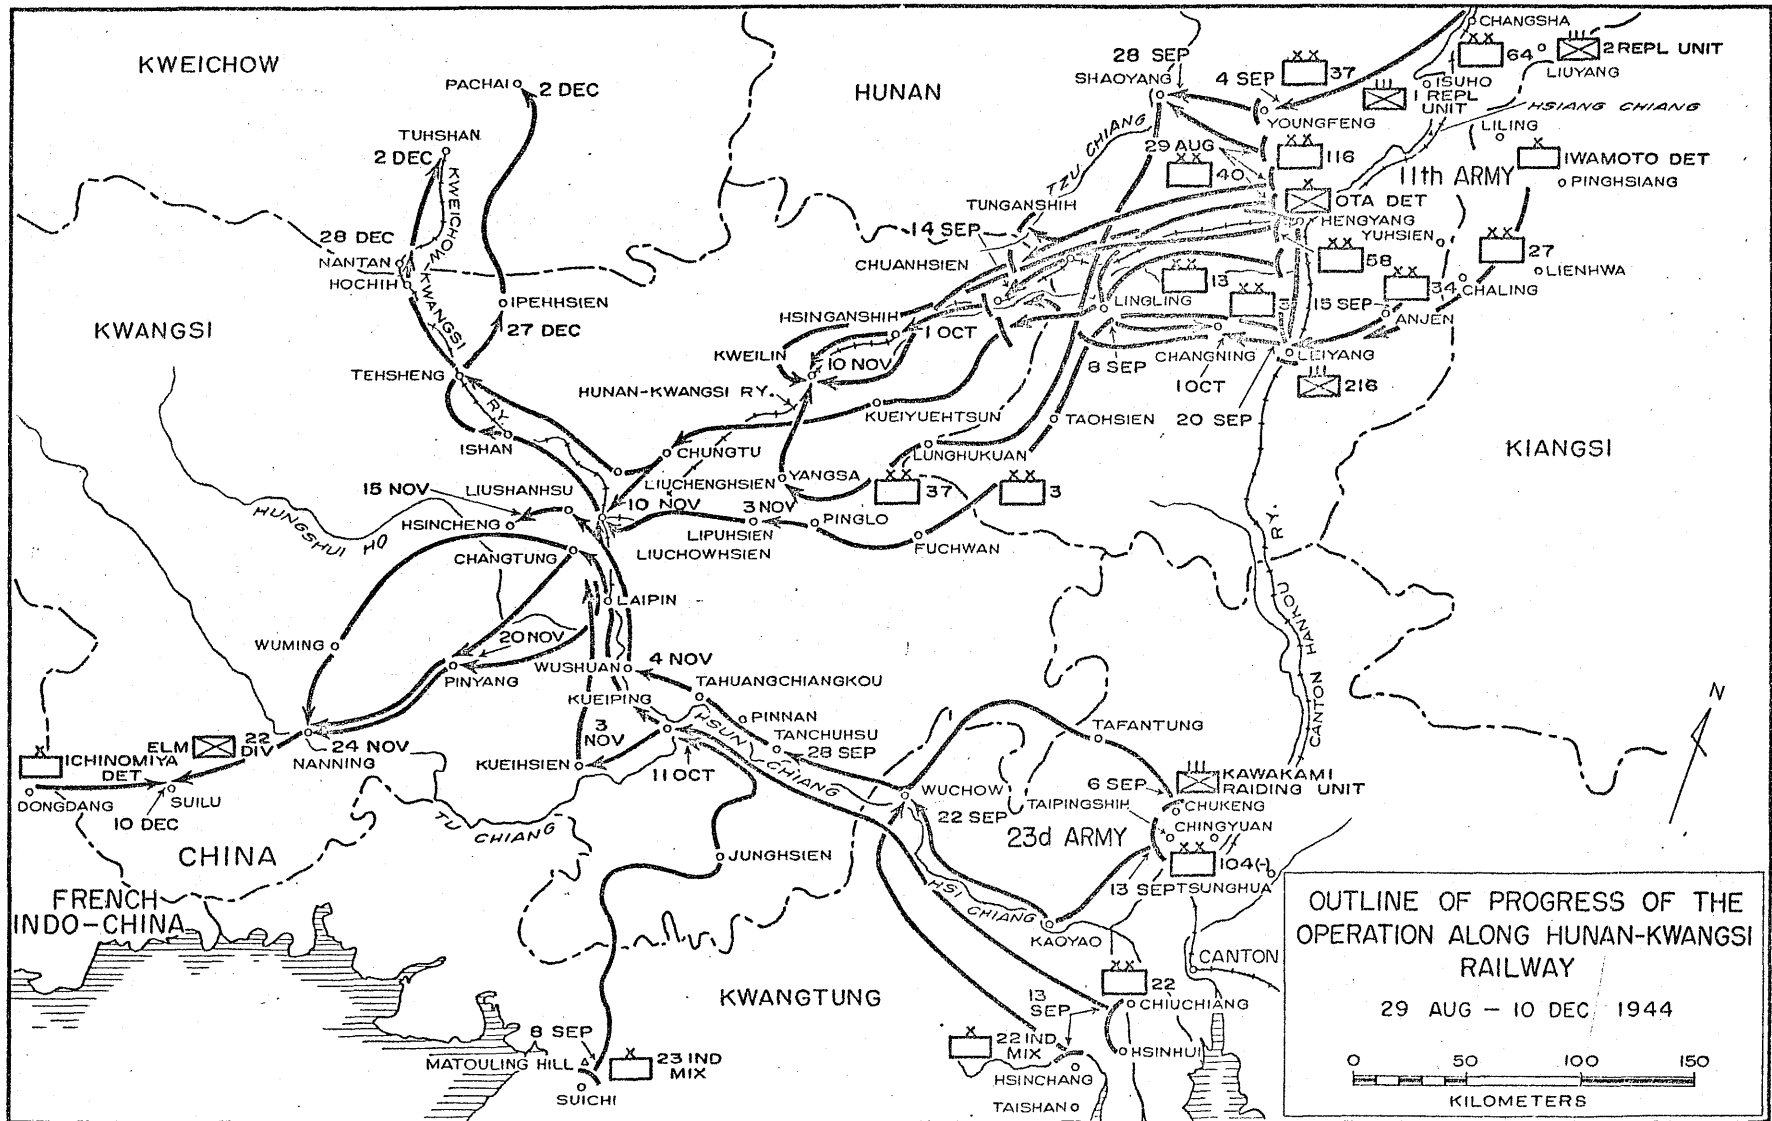 CHANGSHA
KWEICHOW
PACHAI
2 DEC
HUNAN
28 SEP
SHAOYANG
4 SEP
37
64
2 REPL UNIT
LIUYANG
ISUHO
1 REPL
UNIT
HSIANG CHIANG
YOUNGFENG
LILING
TUHSHAN
2 DEC
29 AUG
116
IWAMOTO DET
PINGHSIANG
40
11th ARMY
TZU CHIANG
OTA DET
TUNGANSHIH
HENGYANG
YUHSIEN
14 SEP
28 DEC
NANTAN
HOCHIH
KWEICHOW-KWANGSI
RY.
CHUANHSIEN
58
27
LIENHWA
13
34
CHALING
IPEHHSIEN
27 DEC
LINGLING
3
15 SEP
ANJEN
KWANGSI
HSINGANSHIH
1 OCT
KWEILIN
10 NOV
CHANGNING
8 SEP
1 OCT
LEIYANG
216
20 SEP
TEHSHENG
HUNAN-KWANGSI RY.
KUEIYUEHTSUN
TAOHSIEN
ISHAN
CHUNGTU
LUNGHUKUAN
KIANGSI
LIUCHENGHSIEN
YANGSA
37
3
15 NOV
LIUSHANHSU
10 NOV
3 NOV
PINGLO
HSINCHENG
LIPUHSIEN
FUCHWAN
HUNGSHUI HO
CHANGTUNG
LIUCHOWHSIEN
LAIPIN
CANTON HANKOU RY.
WUMING
20 NOV
PINYANG
WUSHUAN
4 NOV
TAHUANGCHIANGKOU
KUEIPING
PINNAN
TANCHUHSU
28 SEP
HSUN CHIANG
TAFANTUNG
N
3
NOV
KUEIHSIEN
11 OCT
ELM
22
DIV
24 NOV
NANNING
ICHINOMIYA
DET
DONGDANG
SUILU
10 DEC
TU CHIANG
WUCHOW
22 SEP
6 SEP
KAWAKAMI
RAIDING UNIT
TAIPINGSHIH
CHUKENG
CHINGYUAN
23d ARMY
104(-)
13 SEP
TSUNGHUA
CHINA
JUNGHSIEN
HSI CHIANG
KAOYAO
FRENCH
INDO-CHINA
CANTON
KWANGTUNG
22
CHIUCHIANG
13
SEP
22 IND
MIX
HSINHUI
HSINCHANG
TAISHAN
8 SEP
MATOULING HILL
23 IND
MIX
SUICHI
OUTLINE OF PROGRESS OF THE
OPERATION ALONG HUNAN-KWANGSI
RAILWAY
29 AUG - 10 DEC 1944
0 50 100 150
KILOMETERS